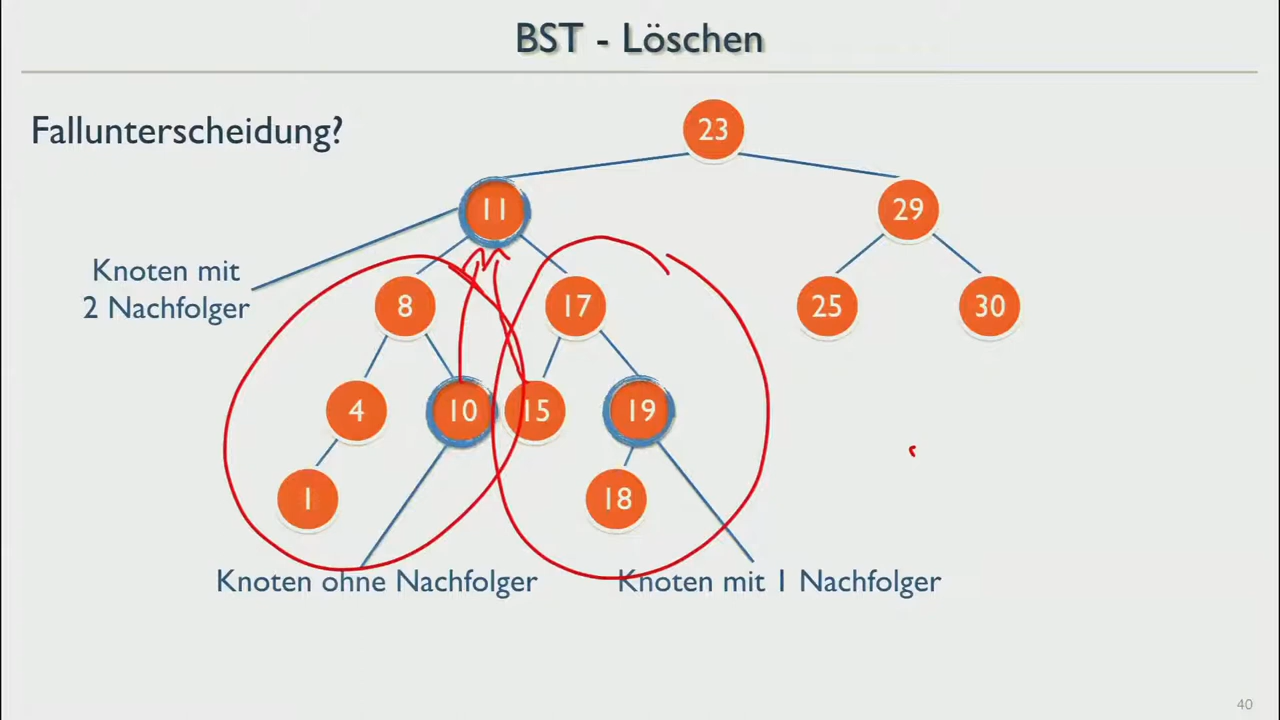 BST - Löschen
Fallunterscheidung?
23
11
29
Knoten mit
2 Nachfolger
8
17
25
30
4
10
15
19
1
18
Knoten ohne Nachfolger
Knoten mit 1 Nachfolger
40